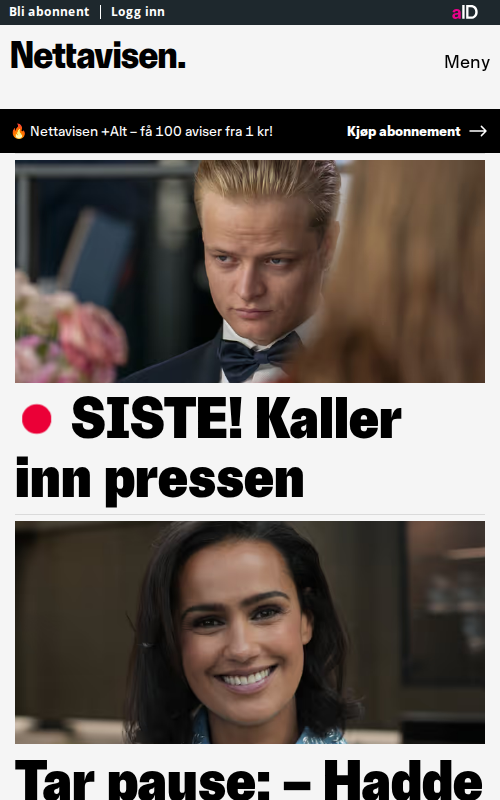 Bli abonnent | Logg inn
aID
Nettavisen.
Meny
🔥 Nettavisen +Alt – få 100 aviser fra 1 kr!
Kjøp abonnement →
SISTE! Kaller
inn pressen
Tar pause: – Hadde